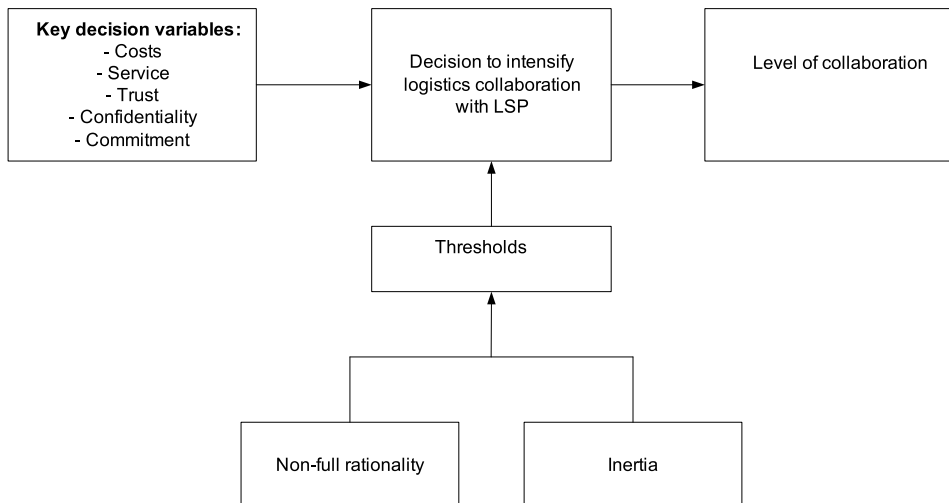 Key decision variables:
- Costs
- Service
- Trust
- Confidentiality
- Commitment
Decision to intensify
logistics collaboration
with LSP
Level of collaboration
Thresholds
Non-full rationality
Inertia